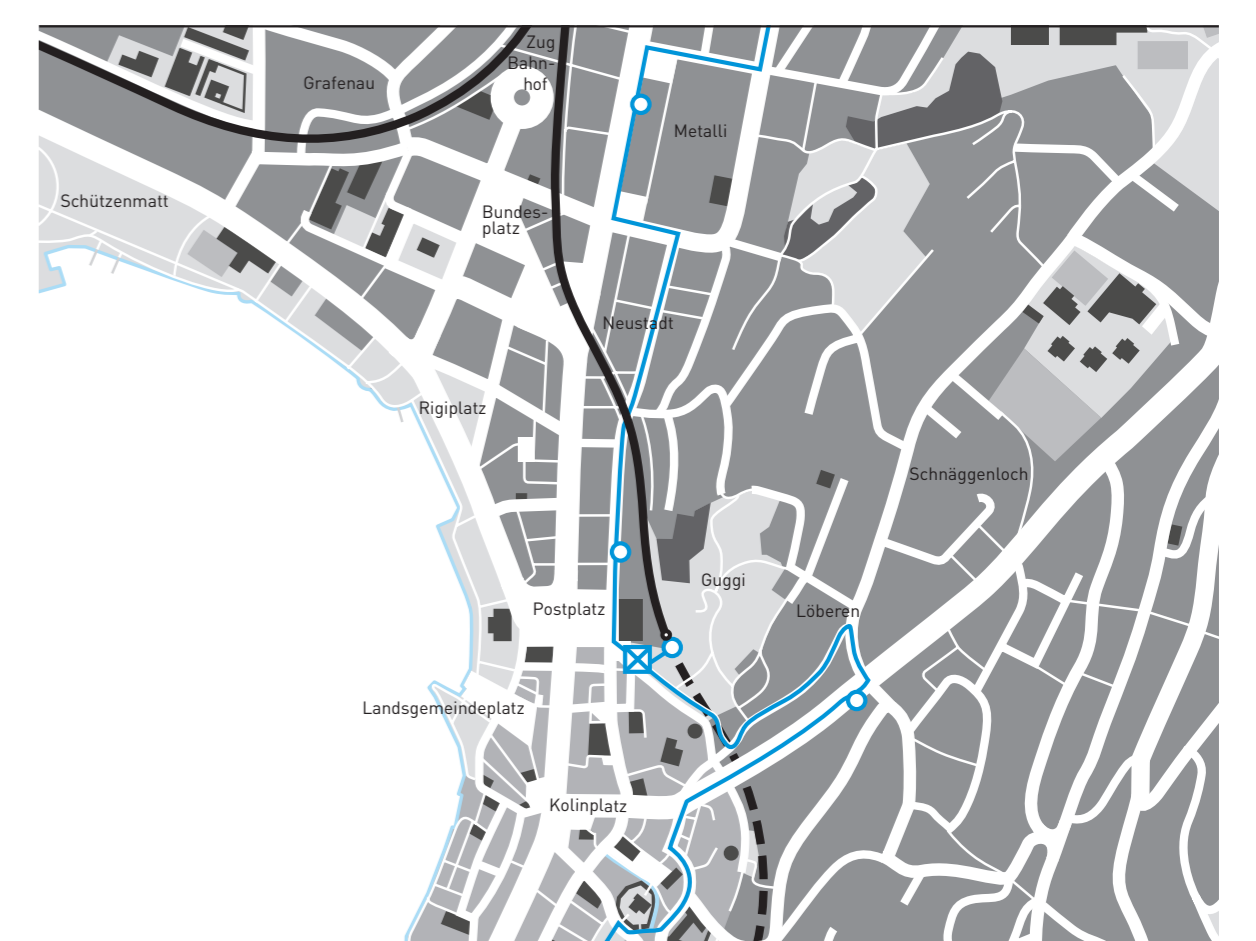 Zug
Bahn-
hof
Grafenau
Metalli
Schützenmatt
Bundes-
platz
Neustadt
Rigiplatz
Schnäggenloch
Guggi
Postplatz
Löberen
Landsgemeindeplatz
Kolinplatz